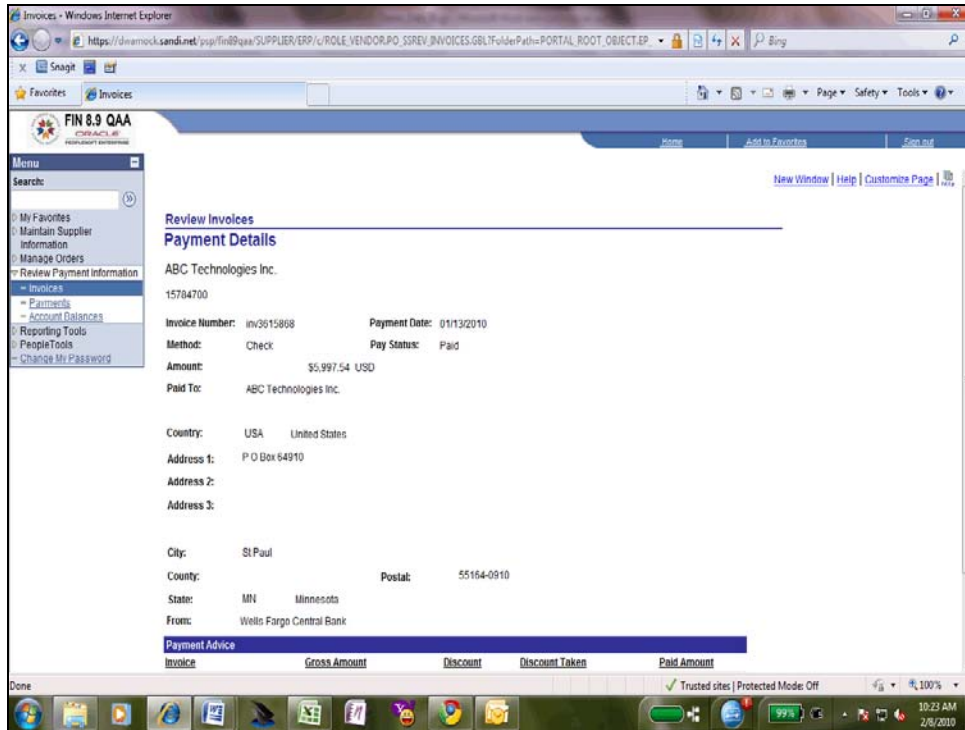 Invoices - Windows Internet Explorer
https://dwamock.sandi.net/psp/fin89qaa/SUPPLIER/ERP/c/ROLE_VENDOR.PO_SSREV_INVOICES.GBL?FolderPath=PORTAL_ROOT_OBJECT.EP_
Bing
x Snagit
Favorites Invoices Page Safety Tools
FIN 8.9 QAA
ORACLE
PEOPLESOFT ENTERPRISE
Home Add to Favorites Sign out
Menu
New Window | Help | Customize Page |
Search:
My Favorites
Maintain Supplier
Information
Manage Orders
Review Payment Information
- Invoices
- Payments
- Account Balances
Reporting Tools
PeopleTools
- Change My Password
Review Invoices
Payment Details
ABC Technologies Inc.
15784700
Invoice Number: inv3615868 Payment Date: 01/13/2010
Method: Check Pay Status: Paid
Amount: $5,997.54 USD
Paid To: ABC Technologies Inc.
Country: USA United States
Address 1: P O Box 64910
Address 2:
Address 3:
City: St Paul
County: Postal: 55164-0910
State: MN Minnesota
From: Wells Fargo Central Bank
Payment Advice
Invoice Gross Amount Discount Discount Taken Paid Amount
Done Trusted sites | Protected Mode: Off 100%
99% 10:23 AM
2/8/2010